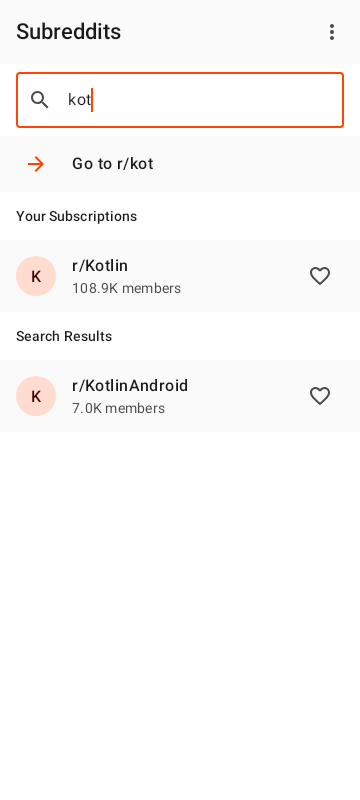 Subreddits
kot
Go to r/kot
Your Subscriptions
K
r/Kotlin
108.9K members
Search Results
K
r/KotlinAndroid
7.0K members